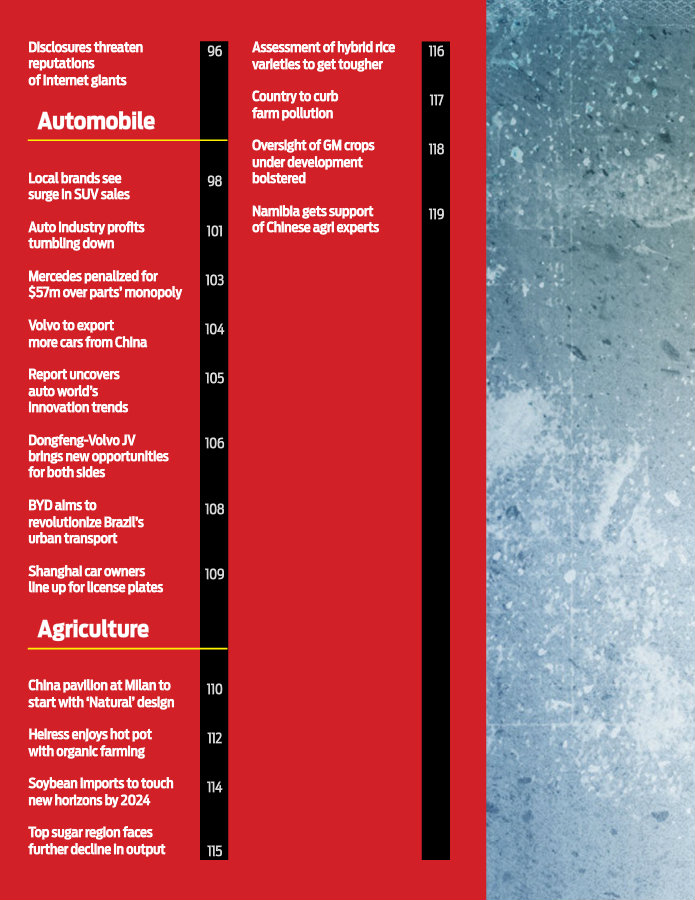 Disclosures threaten 96
reputations
of internet giants
Automobile
Local brands see 98
surge in SUV sales
Auto industry profits 101
tumbling down
Mercedes penalized for 103
$57m over parts' monopoly
Volvo to export 104
more cars from China
Report uncovers 105
auto world's
innovation trends
Dongfeng-Volvo JV 106
brings new opportunities
for both sides
BYD aims to 108
revolutionize Brazil's
urban transport
Shanghai car owners 109
line up for license plates
Agriculture
China pavilion at Milan to 110
start with 'Natural' design
Heiress enjoys hot pot 112
with organic farming
Soybean imports to touch 114
new horizons by 2024
Top sugar region faces
further decline in output 115
Assessment of hybrid rice 116
varieties to get tougher
Country to curb 117
farm pollution
Oversight of GM crops 118
under development
bolstered
Namibia gets support 119
of Chinese agri experts